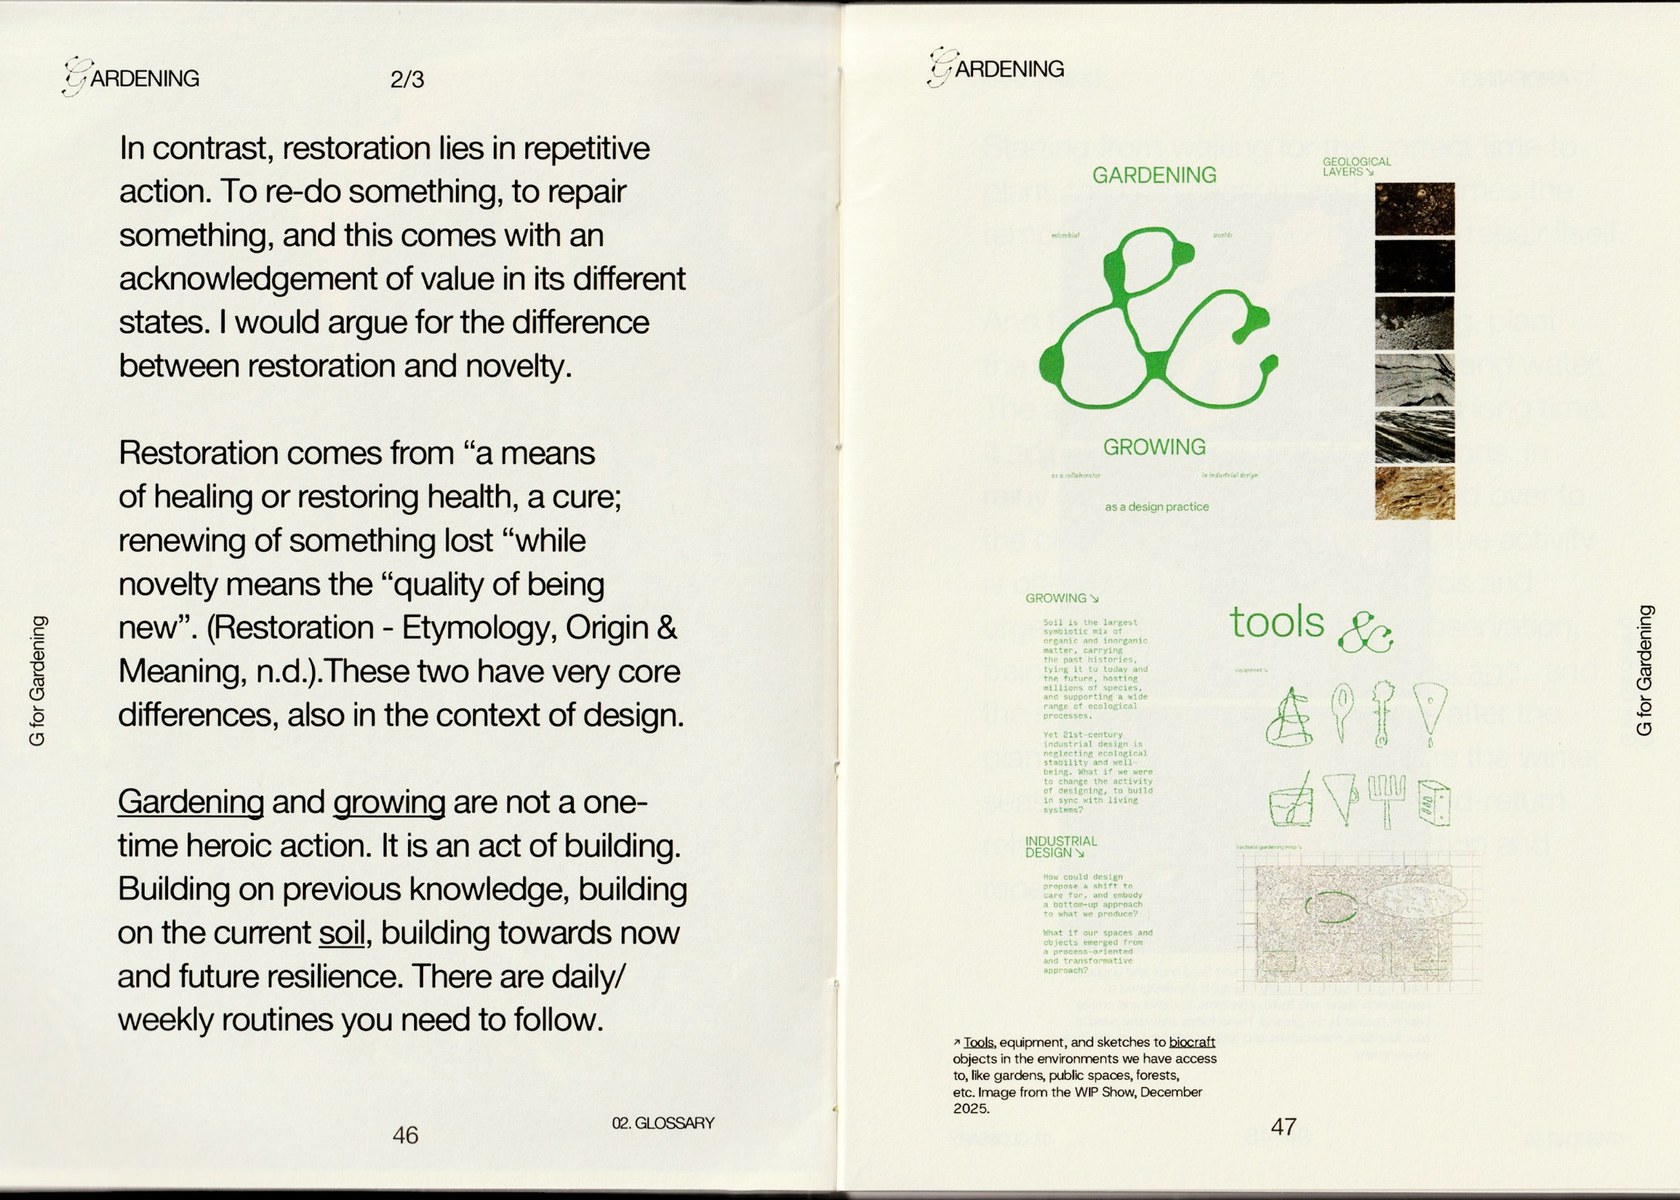 GARDENING
2/3
In contrast, restoration lies in repetitive
action. To re-do something, to repair
something, and this comes with an
acknowledgement of value in its different
states. I would argue for the difference
between restoration and novelty.
Restoration comes from “a means
of healing or restoring health, a cure;
renewing of something lost “while
novelty means the “quality of being
new”. (Restoration - Etymology, Origin &
Meaning, n.d.).These two have very core
differences, also in the context of design.
Gardening and growing are not a one-
time heroic action. It is an act of building.
Building on previous knowledge, building
on the current soil, building towards now
and future resilience. There are daily/
weekly routines you need to follow.
G for Gardening
46
02. GLOSSARY
GARDENING
GARDENING
microbial
worlds
&
GROWING
as a collaborator
in industrial design
as a design practice
GEOLOGICAL
LAYERS↘
GROWING↘
Soil is the largest
symbiotic mix of
organic and inorganic
matter, carrying
the past histories,
tying it to today and
the future, hosting
millions of species,
and supporting a wide
range of ecological
processes.
Yet 21st-century
industrial design is
neglecting ecological
stability and well-
being. What if we were
to change the activity
of designing, to build
in sync with living
systems?
INDUSTRIAL
DESIGN↘
How could design
propose a shift to
care for, and embody
a bottom-up approach
to what we produce?
What if our spaces and
objects emerged from
a process-oriented
and transformative
approach?
tools &
equipment↘
↗ Tools, equipment, and sketches to biocraft
objects in the environments we have access
to, like gardens, public spaces, forests,
etc. Image from the WIP Show, December
2025.
47
G for Gardening